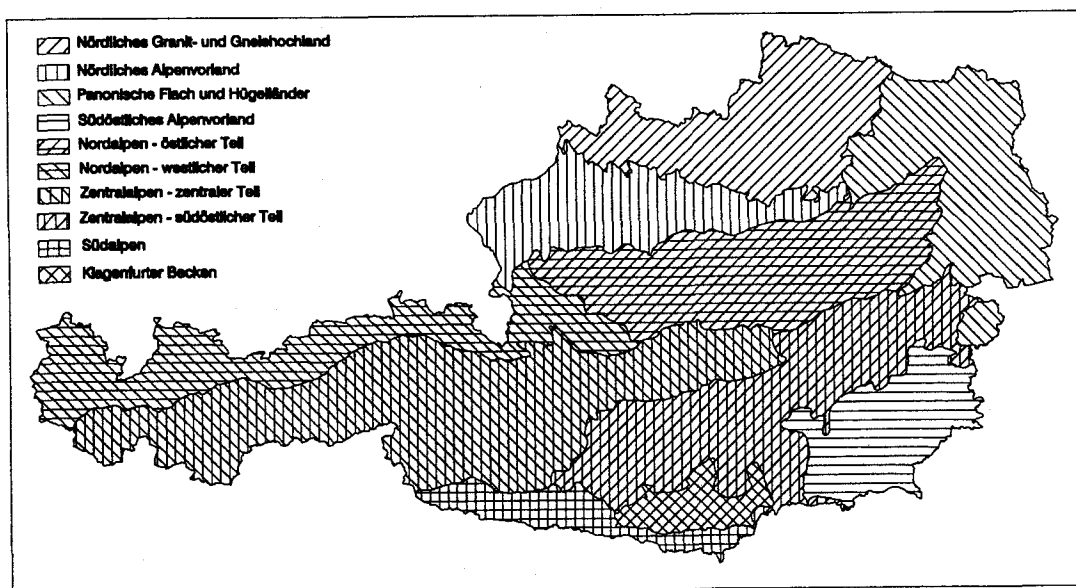 Nördliches Granit- und Gneishochland
Nördliches Alpenvorland
Panonische Flach und Hügelländer
Südöstliches Alpenvorland
Nordalpen - östlicher Teil
Nordalpen - westlicher Teil
Zentralalpen - zentraler Teil
Zentralalpen - südöstlicher Teil
Südalpen
Klagenfurter Becken